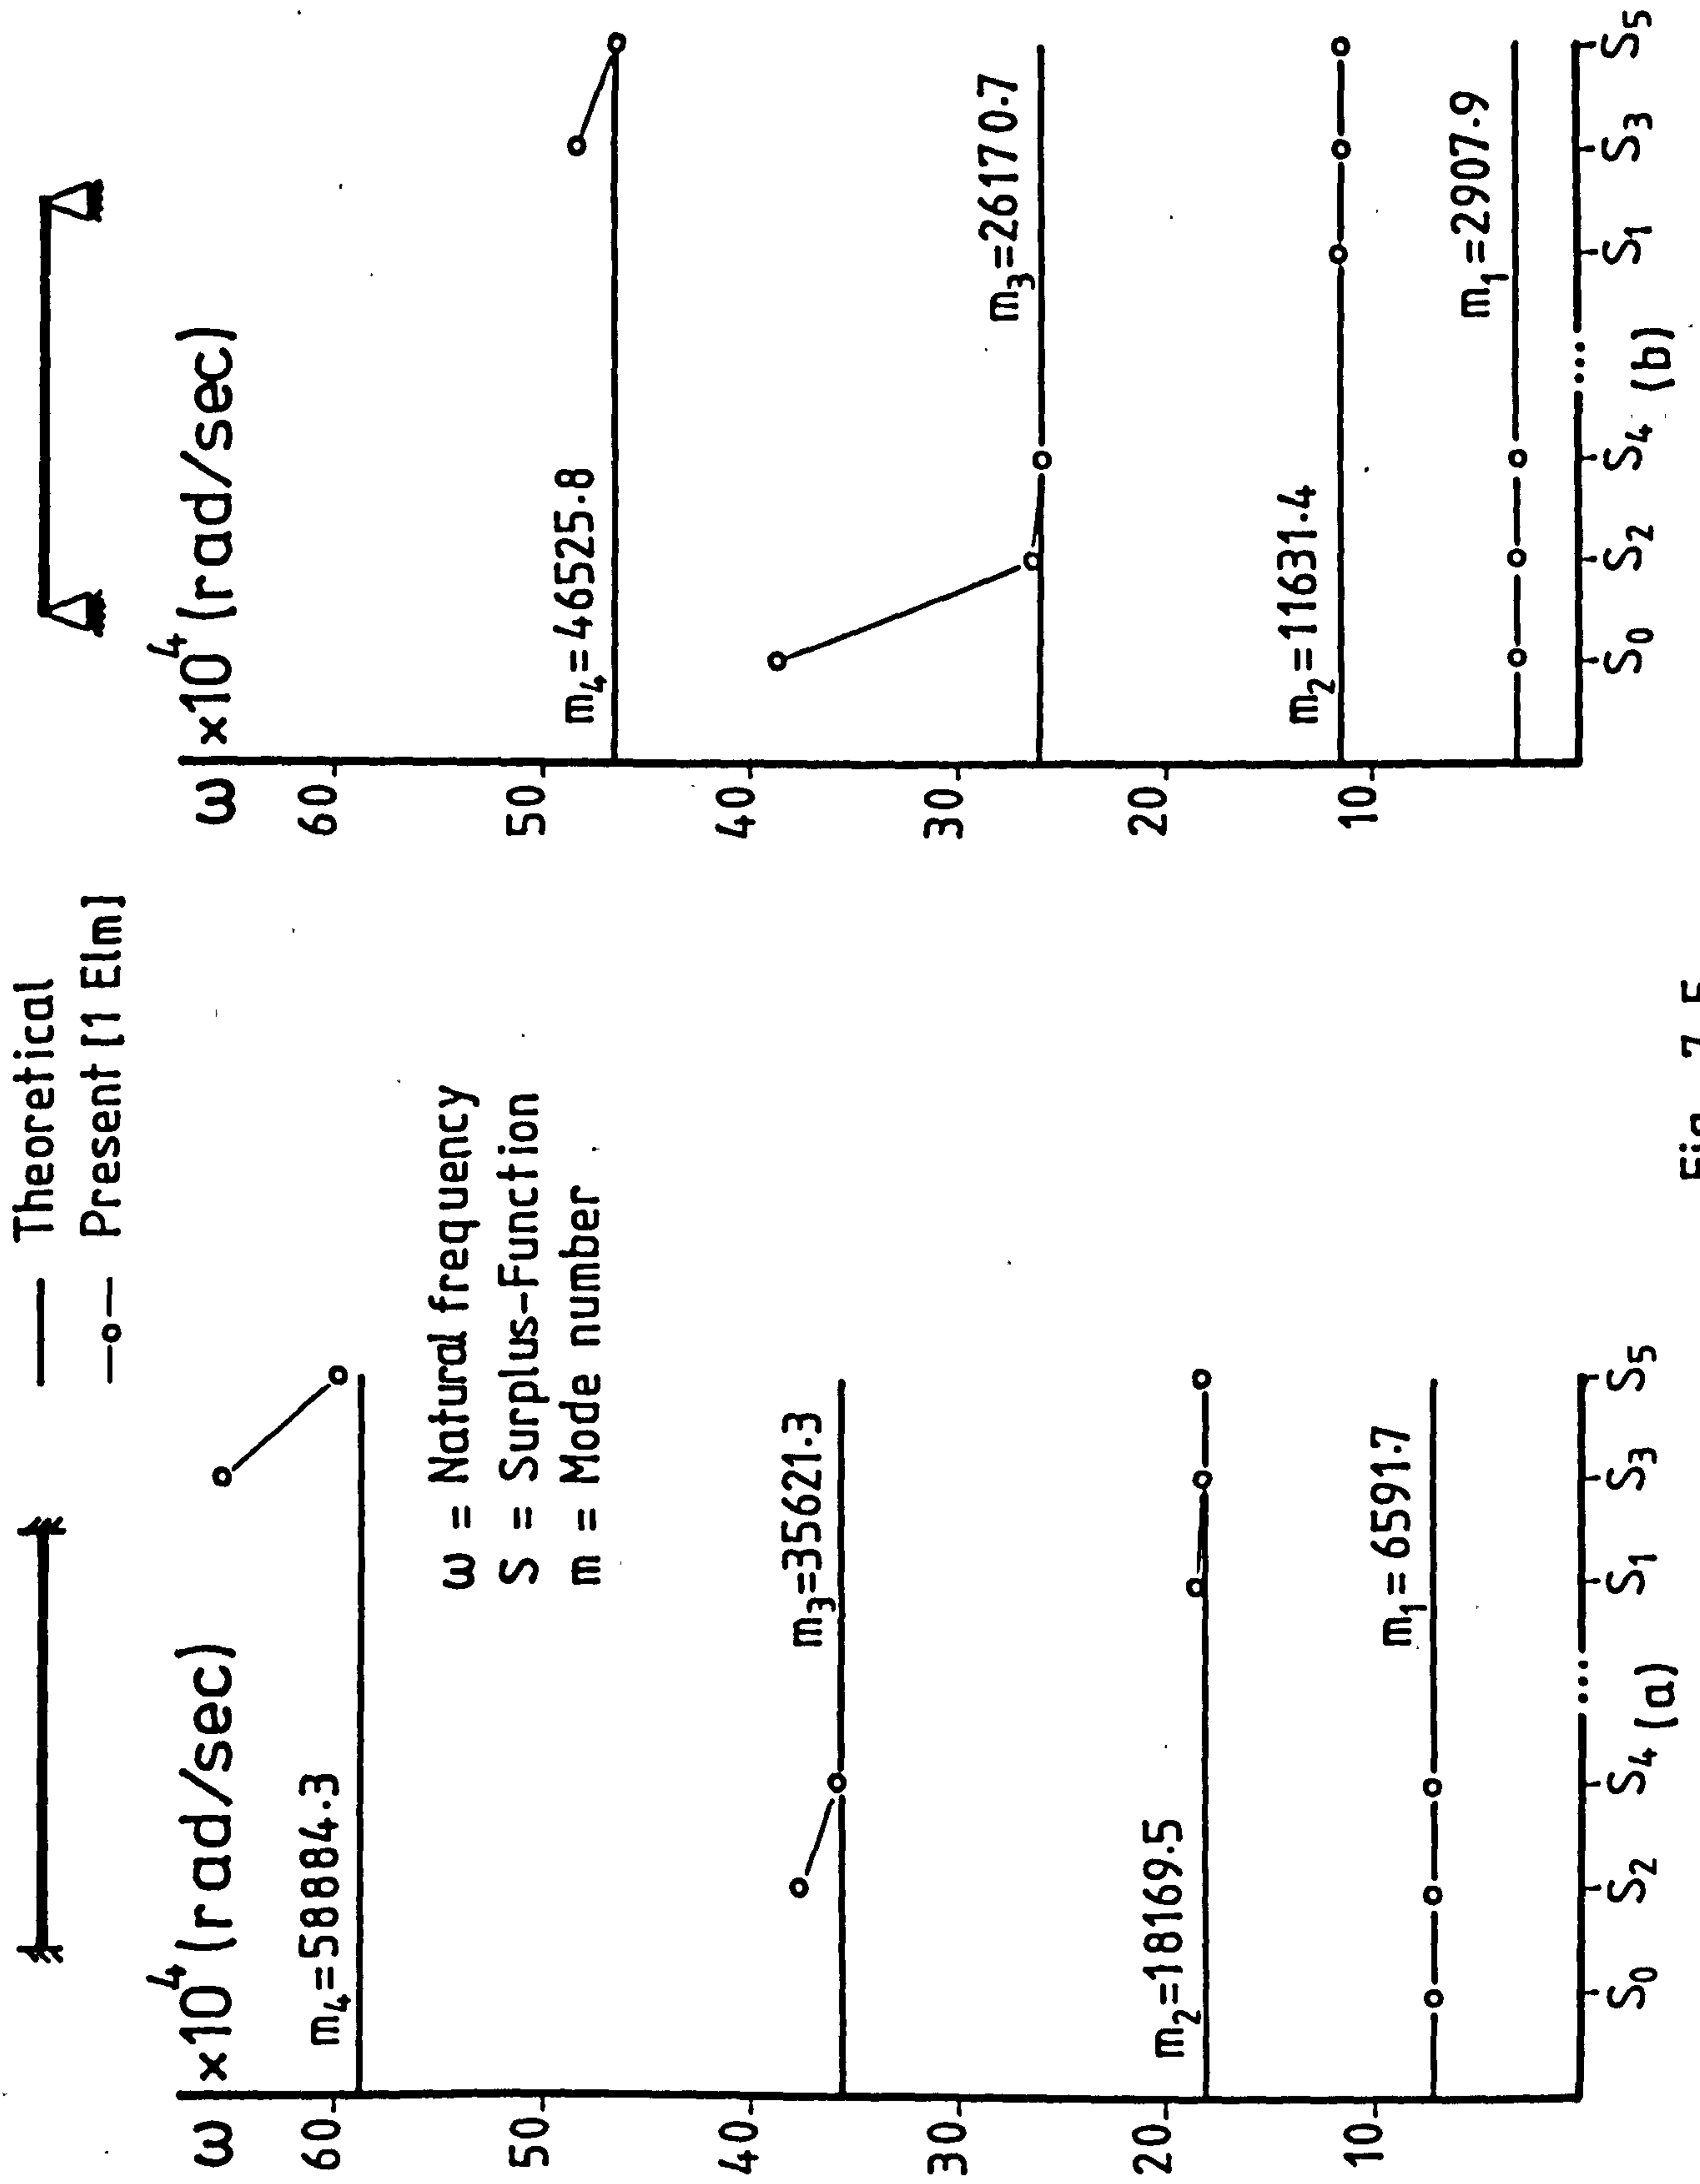 — Theoretical
—o— Present [1 Elm]
ω ×10⁴ (rad/sec)
60
50
40
30
20
10
m₄=58884.3
m₃=35621.3
m₂=18169.5
m₁=6591.7
ω = Natural frequency
S = Surplus-Function
m = Mode number
S₀ S₂ S₄ (a) S₁ S₃ S₅
ω ×10⁴ (rad/sec)
60
50
40
30
20
10
m₄=46525.8
m₃=26170.7
m₂=11631.4
m₁=2907.9
S₀ S₂ S₄ (b) S₁ S₃ S₅